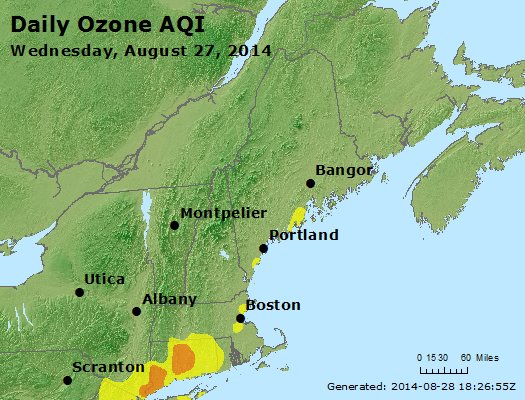 Daily Ozone AQI
Wednesday, August 27, 2014
Bangor
Montpelier
Portland
Utica
Albany
Boston
Scranton
0 15 30 60 Miles
Generated: 2014-08-28 18:26:55Z